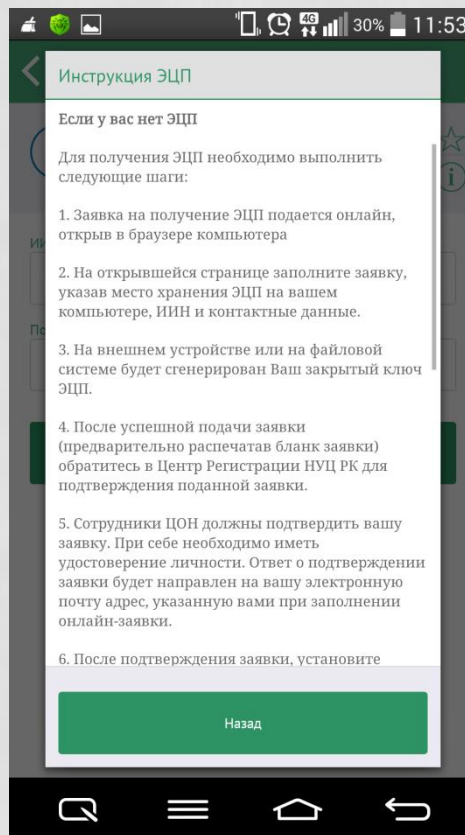 4G
30%
11:53
Инструкция ЭЦП
Если у вас нет ЭЦП
Для получения ЭЦП необходимо выполнить
следующие шаги:
1. Заявка на получение ЭЦП подается онлайн,
открыв в браузере компьютера
2. На открывшейся странице заполните заявку,
указав место хранения ЭЦП на вашем
компьютере, ИИН и контактные данные.
3. На внешнем устройстве или на файловой
системе будет сгенерирован Ваш закрытый ключ
ЭЦП.
4. После успешной подачи заявки
(предварительно распечатав бланк заявки)
обратитесь в Центр Регистрации НУЦ РК для
подтверждения поданной заявки.
5. Сотрудники ЦОН должны подтвердить вашу
заявку. При себе необходимо иметь
удостоверение личности. Ответ о подтверждении
заявки будет направлен на вашу электронную
почту адрес, указанную вами при заполнении
онлайн-заявки.
6. После подтверждения заявки, установите
Назад